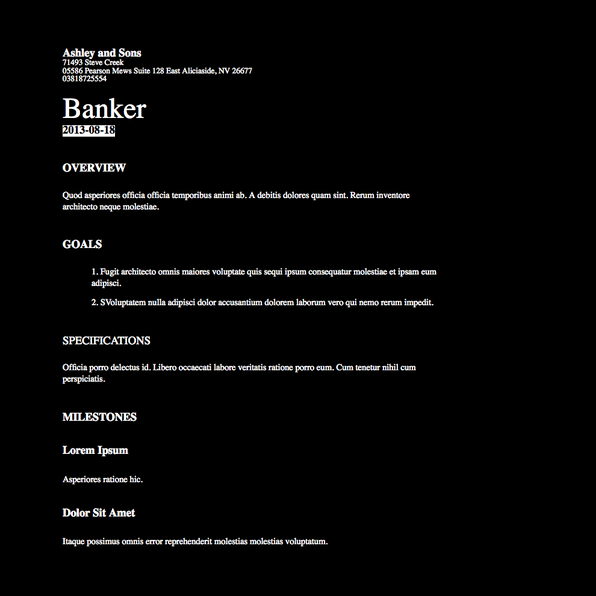 Ashley and Sons
71493 Steve Creek
05586 Pearson Mews Suite 128 East Aliciaside, NV 26677
03818725554
Banker
2013-08-18
OVERVIEW
Quod asperiores officia officia temporibus animi ab. A debitis dolores quam sint. Rerum inventore
architecto neque molestiae.
GOALS
1. Fugit architecto omnis maiores voluptate quis sequi ipsum consequatur molestiae et ipsam eum
adipisci.
2. SVoluptatem nulla adipisci dolor accusantium dolorem laborum vero qui nemo rerum impedit.
SPECIFICATIONS
Officia porro delectus id. Libero occaecati labore veritatis ratione porro eum. Cum tenetur nihil cum
perspiciatis.
MILESTONES
Lorem Ipsum
Asperiores ratione hic.
Dolor Sit Amet
Itaque possimus omnis error reprehenderit molestias molestias voluptatum.